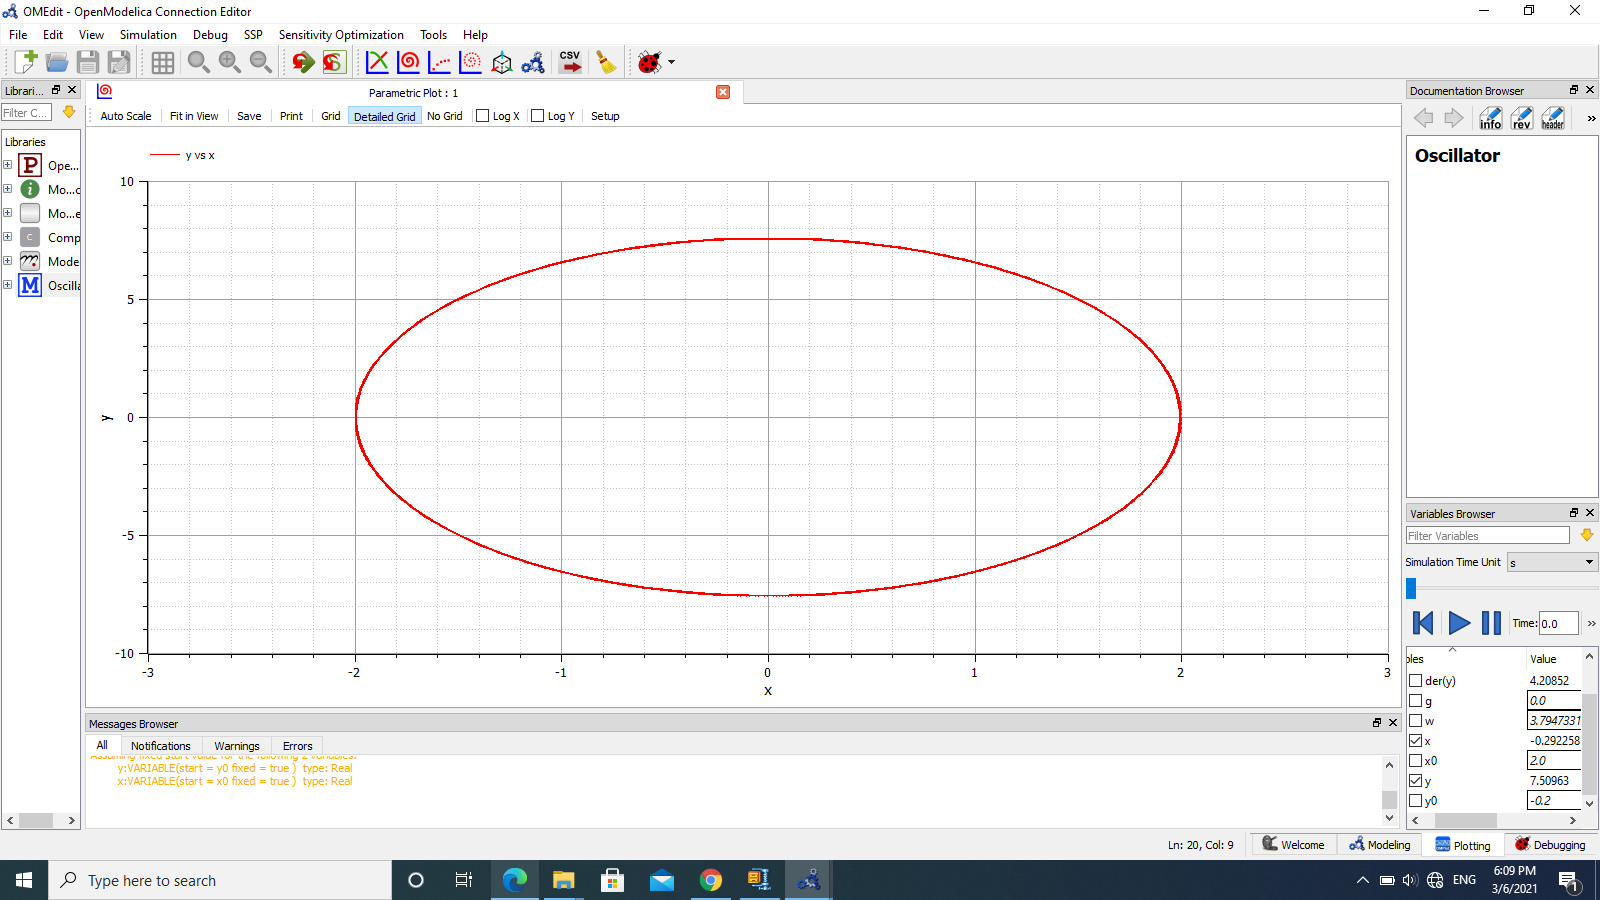 OMEdit - OpenModelica Connection Editor
File Edit View Simulation Debug SSP Sensitivity Optimization Tools Help
CSV
Librari...
Filter C...
Libraries
P Ope...
i Mo...c
Mo...e
C Comp
Mode
M Oscilla
Parametric Plot : 1
Auto Scale Fit in View Save Print Grid Detailed Grid No Grid Log X Log Y Setup
y vs x
10
5
0
-5
-10
y
-3 -2 -1 0 1 2 3
x
Messages Browser
All Notifications Warnings Errors
Assuming fixed start value for the following 2 variables:
y:VARIABLE(start = y0 fixed = true ) type: Real
x:VARIABLE(start = x0 fixed = true ) type: Real
Documentation Browser
info rev header »
Oscillator
Variables Browser
Filter Variables
Simulation Time Unit s
Time: 0.0 »
bles Value
der(y) 4.20852
g 0.0
w 3.7947331
x -0.292258
x0 2.0
y 7.50963
y0 -0.2
Ln: 20, Col: 9 Welcome Modeling Plotting Debugging
Type here to search
ENG
6:09 PM
3/6/2021
1